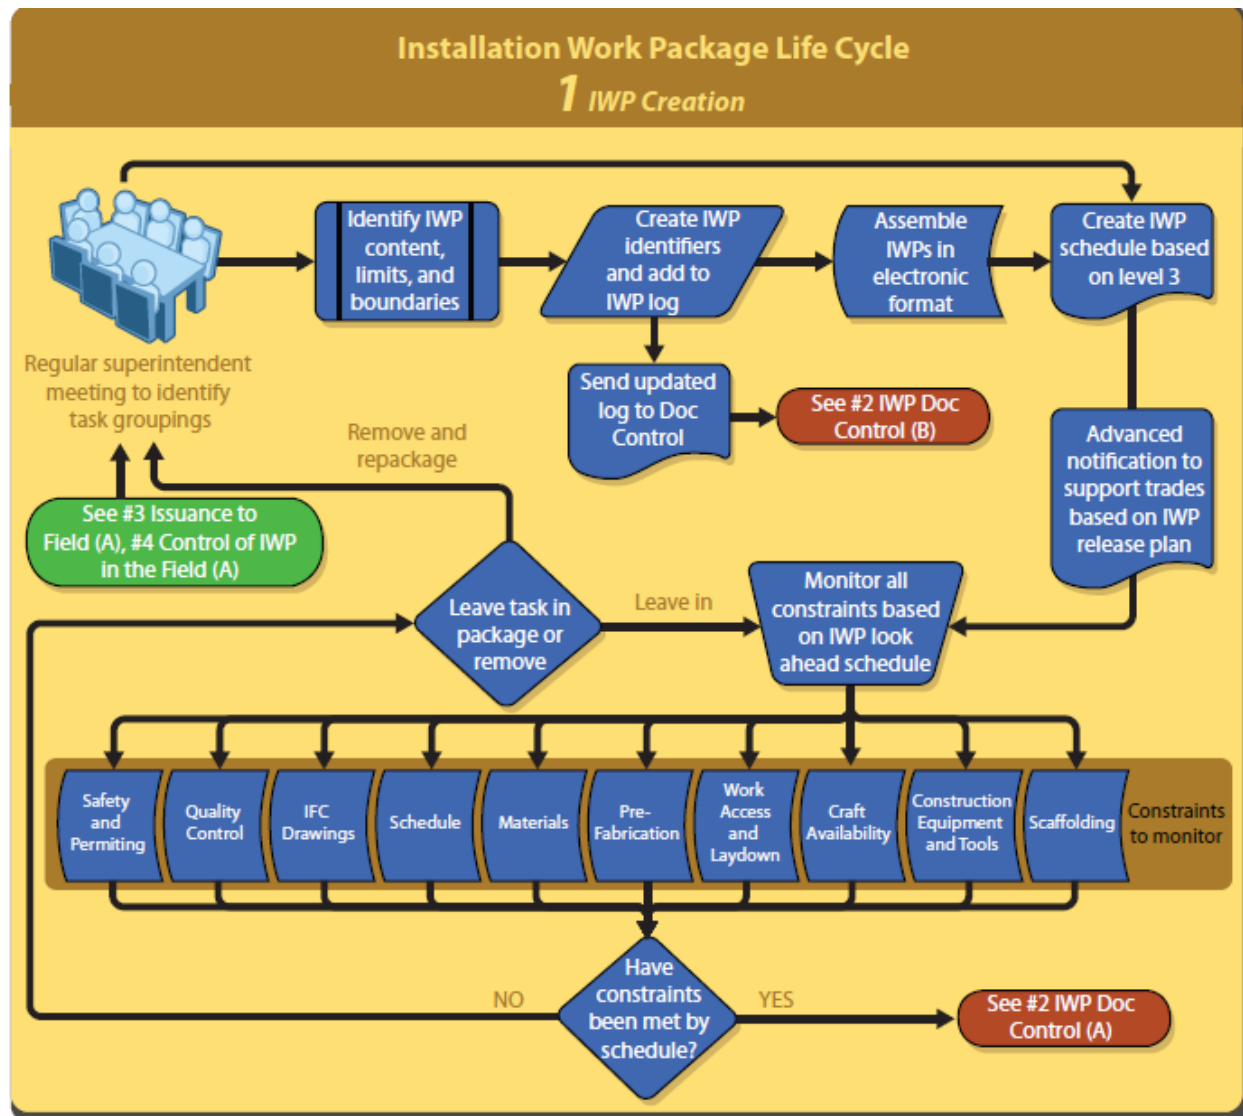 Installation Work Package Life Cycle
1 IWP Creation
Identify IWP
content,
limits, and
boundaries
Create IWP
identifiers
and add to
IWP log
Assemble
IWPs in
electronic
format
Create IWP
schedule based
on level 3
Regular superintendent
meeting to identify
task groupings
Send updated
log to Doc
Control
See #2 IWP Doc
Control (B)
Advanced
notification to
support trades
based on IWP
release plan
Remove and
repackage
See #3 Issuance to
Field (A), #4 Control of IWP
in the Field (A)
Leave task in
package or
remove
Leave in
Monitor all
constraints based
on IWP look
ahead schedule
Safety
and
Permiting
Quality
Control
IFC
Drawings
Schedule
Materials
Pre-
Fabrication
Work
Access
and
Laydown
Craft
Availability
Construction
Equipment
and Tools
Scaffolding
Constraints
to monitor
Have
constraints
been met by
schedule?
NO
YES
See #2 IWP Doc
Control (A)